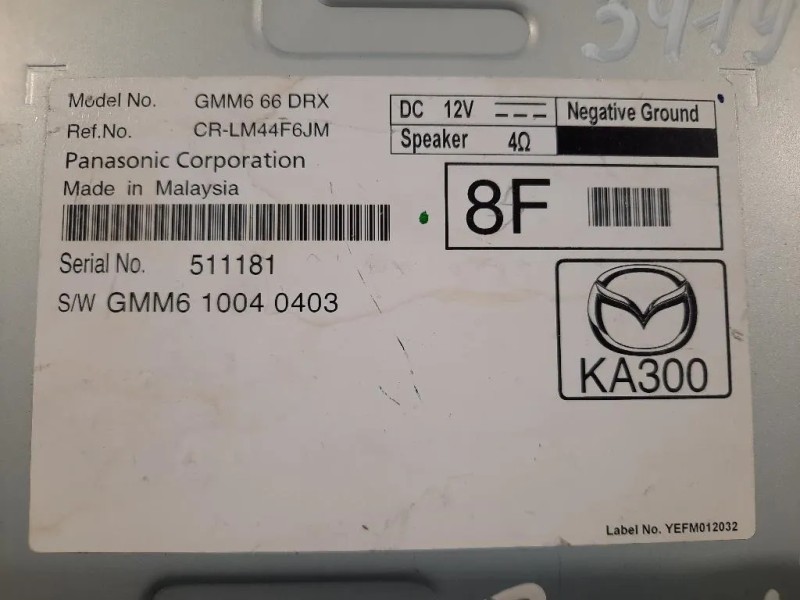 Model No. GMM6 66 DRX
Ref.No. CR-LM44F6JM
Panasonic Corporation
Made in Malaysia
DC 12V Negative Ground
Speaker 4Ω
8F
Serial No. 511181
S/W GMM6 1004 0403
KA300
Label No. YEFM012032